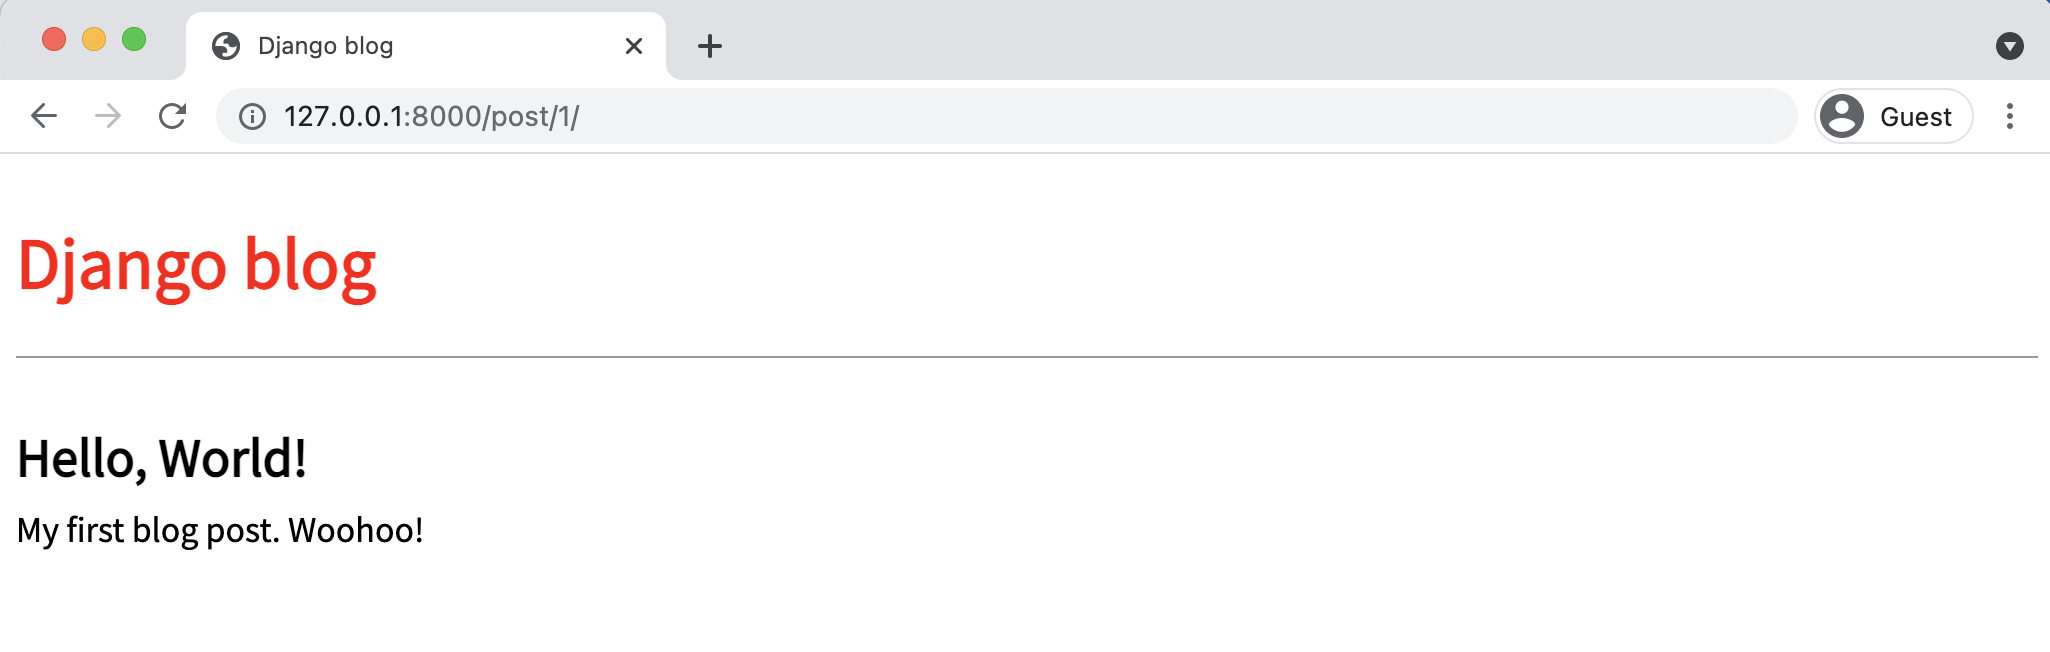 Django blog
127.0.0.1:8000/post/1/
Guest
Django blog
Hello, World!
My first blog post. Woohoo!